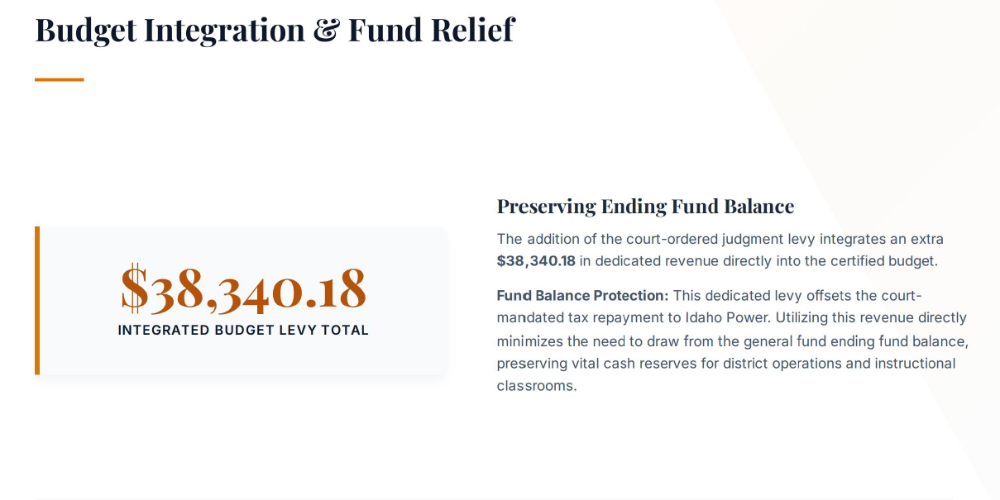 Budget Integration & Fund Relief
$38,340.18
INTEGRATED BUDGET LEVY TOTAL
Preserving Ending Fund Balance
The addition of the court-ordered judgment levy integrates an extra
$38,340.18 in dedicated revenue directly into the certified budget.
Fund Balance Protection: This dedicated levy offsets the court-
mandated tax repayment to Idaho Power. Utilizing this revenue directly
minimizes the need to draw from the general fund ending fund balance,
preserving vital cash reserves for district operations and instructional
classrooms.